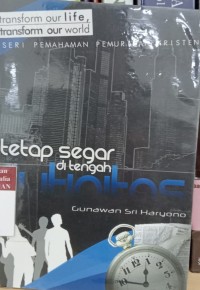 transform our life,
transform our world
SERI PEMAHAMAN PEMURIDAN KRISTEN
tetap segar
di tengah
Gunawan Sri Haryono